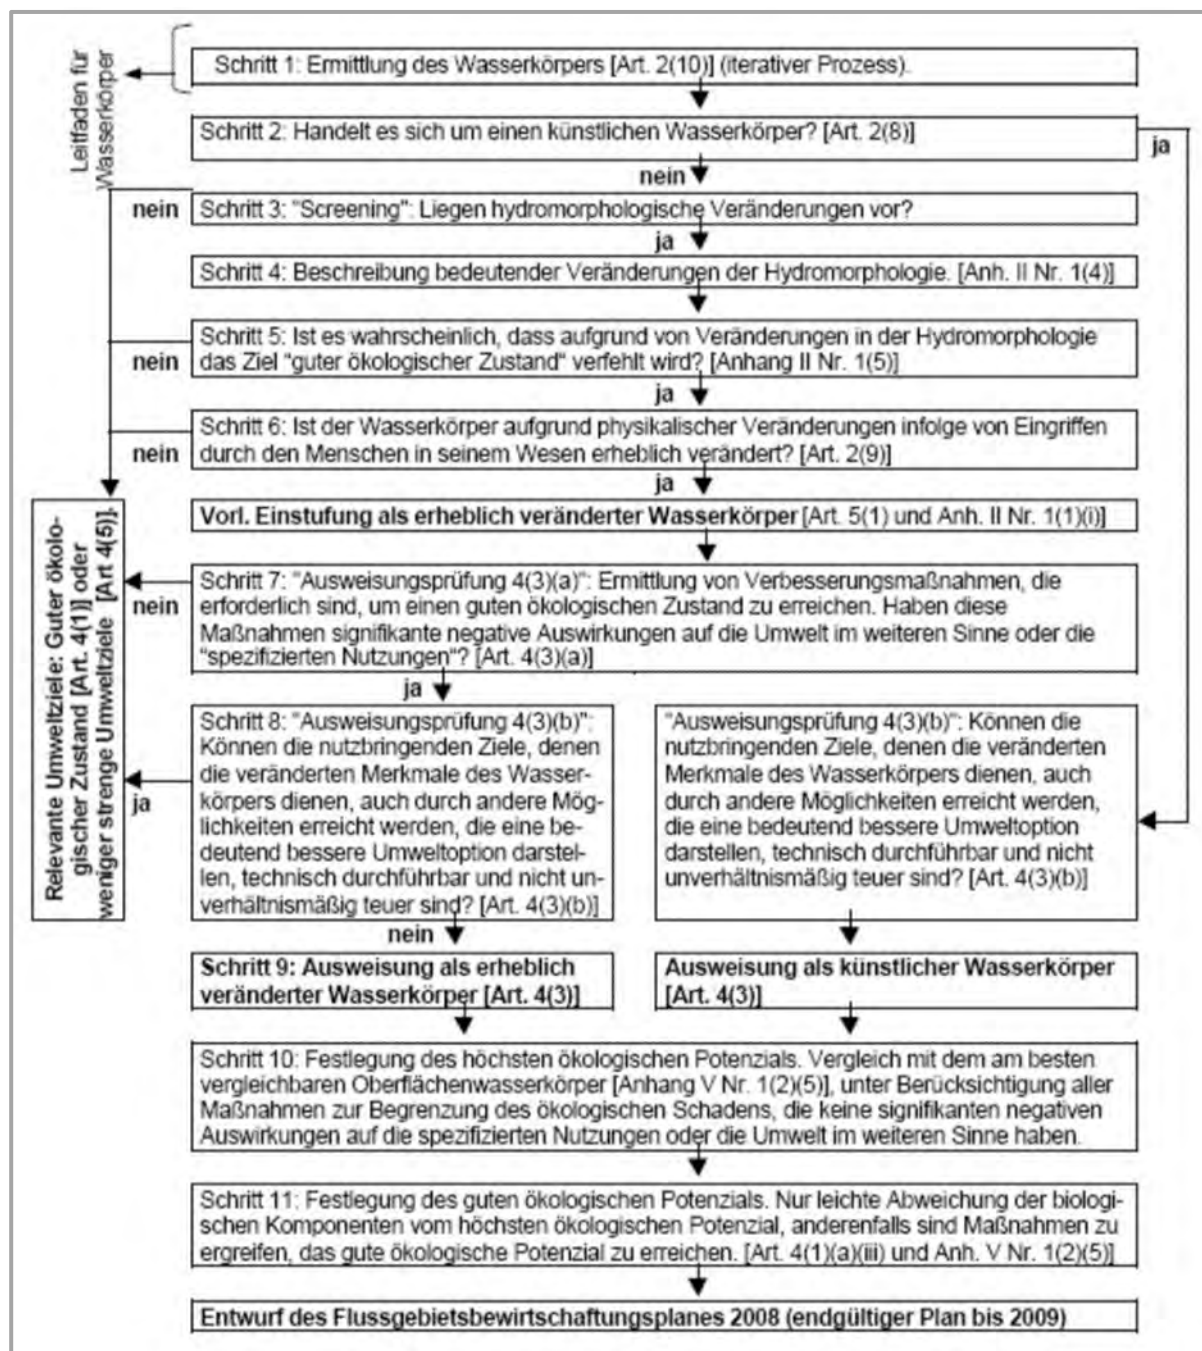 Leitfaden für
Wasserkörper
Schritt 1: Ermittlung des Wasserkörpers [Art. 2(10)] (iterativer Prozess).
Schritt 2: Handelt es sich um einen künstlichen Wasserkörper? [Art. 2(8)]
ja
nein
nein
Schritt 3: "Screening": Liegen hydromorphologische Veränderungen vor?
ja
Schritt 4: Beschreibung bedeutender Veränderungen der Hydromorphologie. [Anh. II Nr. 1(4)]
Schritt 5: Ist es wahrscheinlich, dass aufgrund von Veränderungen in der Hydromorphologie
das Ziel "guter ökologischer Zustand" verfehlt wird? [Anhang II Nr. 1(5)]
nein
ja
Schritt 6: Ist der Wasserkörper aufgrund physikalischer Veränderungen infolge von Eingriffen
durch den Menschen in seinem Wesen erheblich verändert? [Art. 2(9)]
nein
ja
Vorl. Einstufung als erheblich veränderter Wasserkörper [Art. 5(1) und Anh. II Nr. 1(1)(i)]
Relevante Umweltziele: Guter ökolo-
gischer Zustand [Art. 4(1)] oder
weniger strenge Umweltziele [Art 4(5)].
Schritt 7: "Ausweisungsprüfung 4(3)(a)": Ermittlung von Verbesserungsmaßnahmen, die
erforderlich sind, um einen guten ökologischen Zustand zu erreichen. Haben diese
Maßnahmen signifikante negative Auswirkungen auf die Umwelt im weiteren Sinne oder die
"spezifizierten Nutzungen"? [Art. 4(3)(a)]
nein
ja
Schritt 8: "Ausweisungsprüfung 4(3)(b)":
Können die nutzbringenden Ziele, denen
die veränderten Merkmale des Wasser-
körpers dienen, auch durch andere Mög-
lichkeiten erreicht werden, die eine be-
deutend bessere Umweltoption darstel-
len, technisch durchführbar und nicht un-
verhältnismäßig teuer sind? [Art. 4(3)(b)]
ja
nein
"Ausweisungsprüfung 4(3)(b)": Können die
nutzbringenden Ziele, denen die veränderten
Merkmale des Wasserkörpers dienen, auch
durch andere Möglichkeiten erreicht werden,
die eine bedeutend bessere Umweltoption
darstellen, technisch durchführbar und nicht
unverhältnismäßig teuer sind? [Art. 4(3)(b)]
Schritt 9: Ausweisung als erheblich
veränderter Wasserkörper [Art. 4(3)]
Ausweisung als künstlicher Wasserkörper
[Art. 4(3)]
Schritt 10: Festlegung des höchsten ökologischen Potenzials. Vergleich mit dem am besten
vergleichbaren Oberflächenwasserkörper [Anhang V Nr. 1(2)(5)], unter Berücksichtigung aller
Maßnahmen zur Begrenzung des ökologischen Schadens, die keine signifikanten negativen
Auswirkungen auf die spezifizierten Nutzungen oder die Umwelt im weiteren Sinne haben.
Schritt 11: Festlegung des guten ökologischen Potenzials. Nur leichte Abweichung der biologi-
schen Komponenten vom höchsten ökologischen Potenzial, anderenfalls sind Maßnahmen zu
ergreifen, das gute ökologische Potenzial zu erreichen. [Art. 4(1)(a)(iii) und Anh. V Nr. 1(2)(5)]
Entwurf des Flussgebietsbewirtschaftungsplanes 2008 (endgültiger Plan bis 2009)